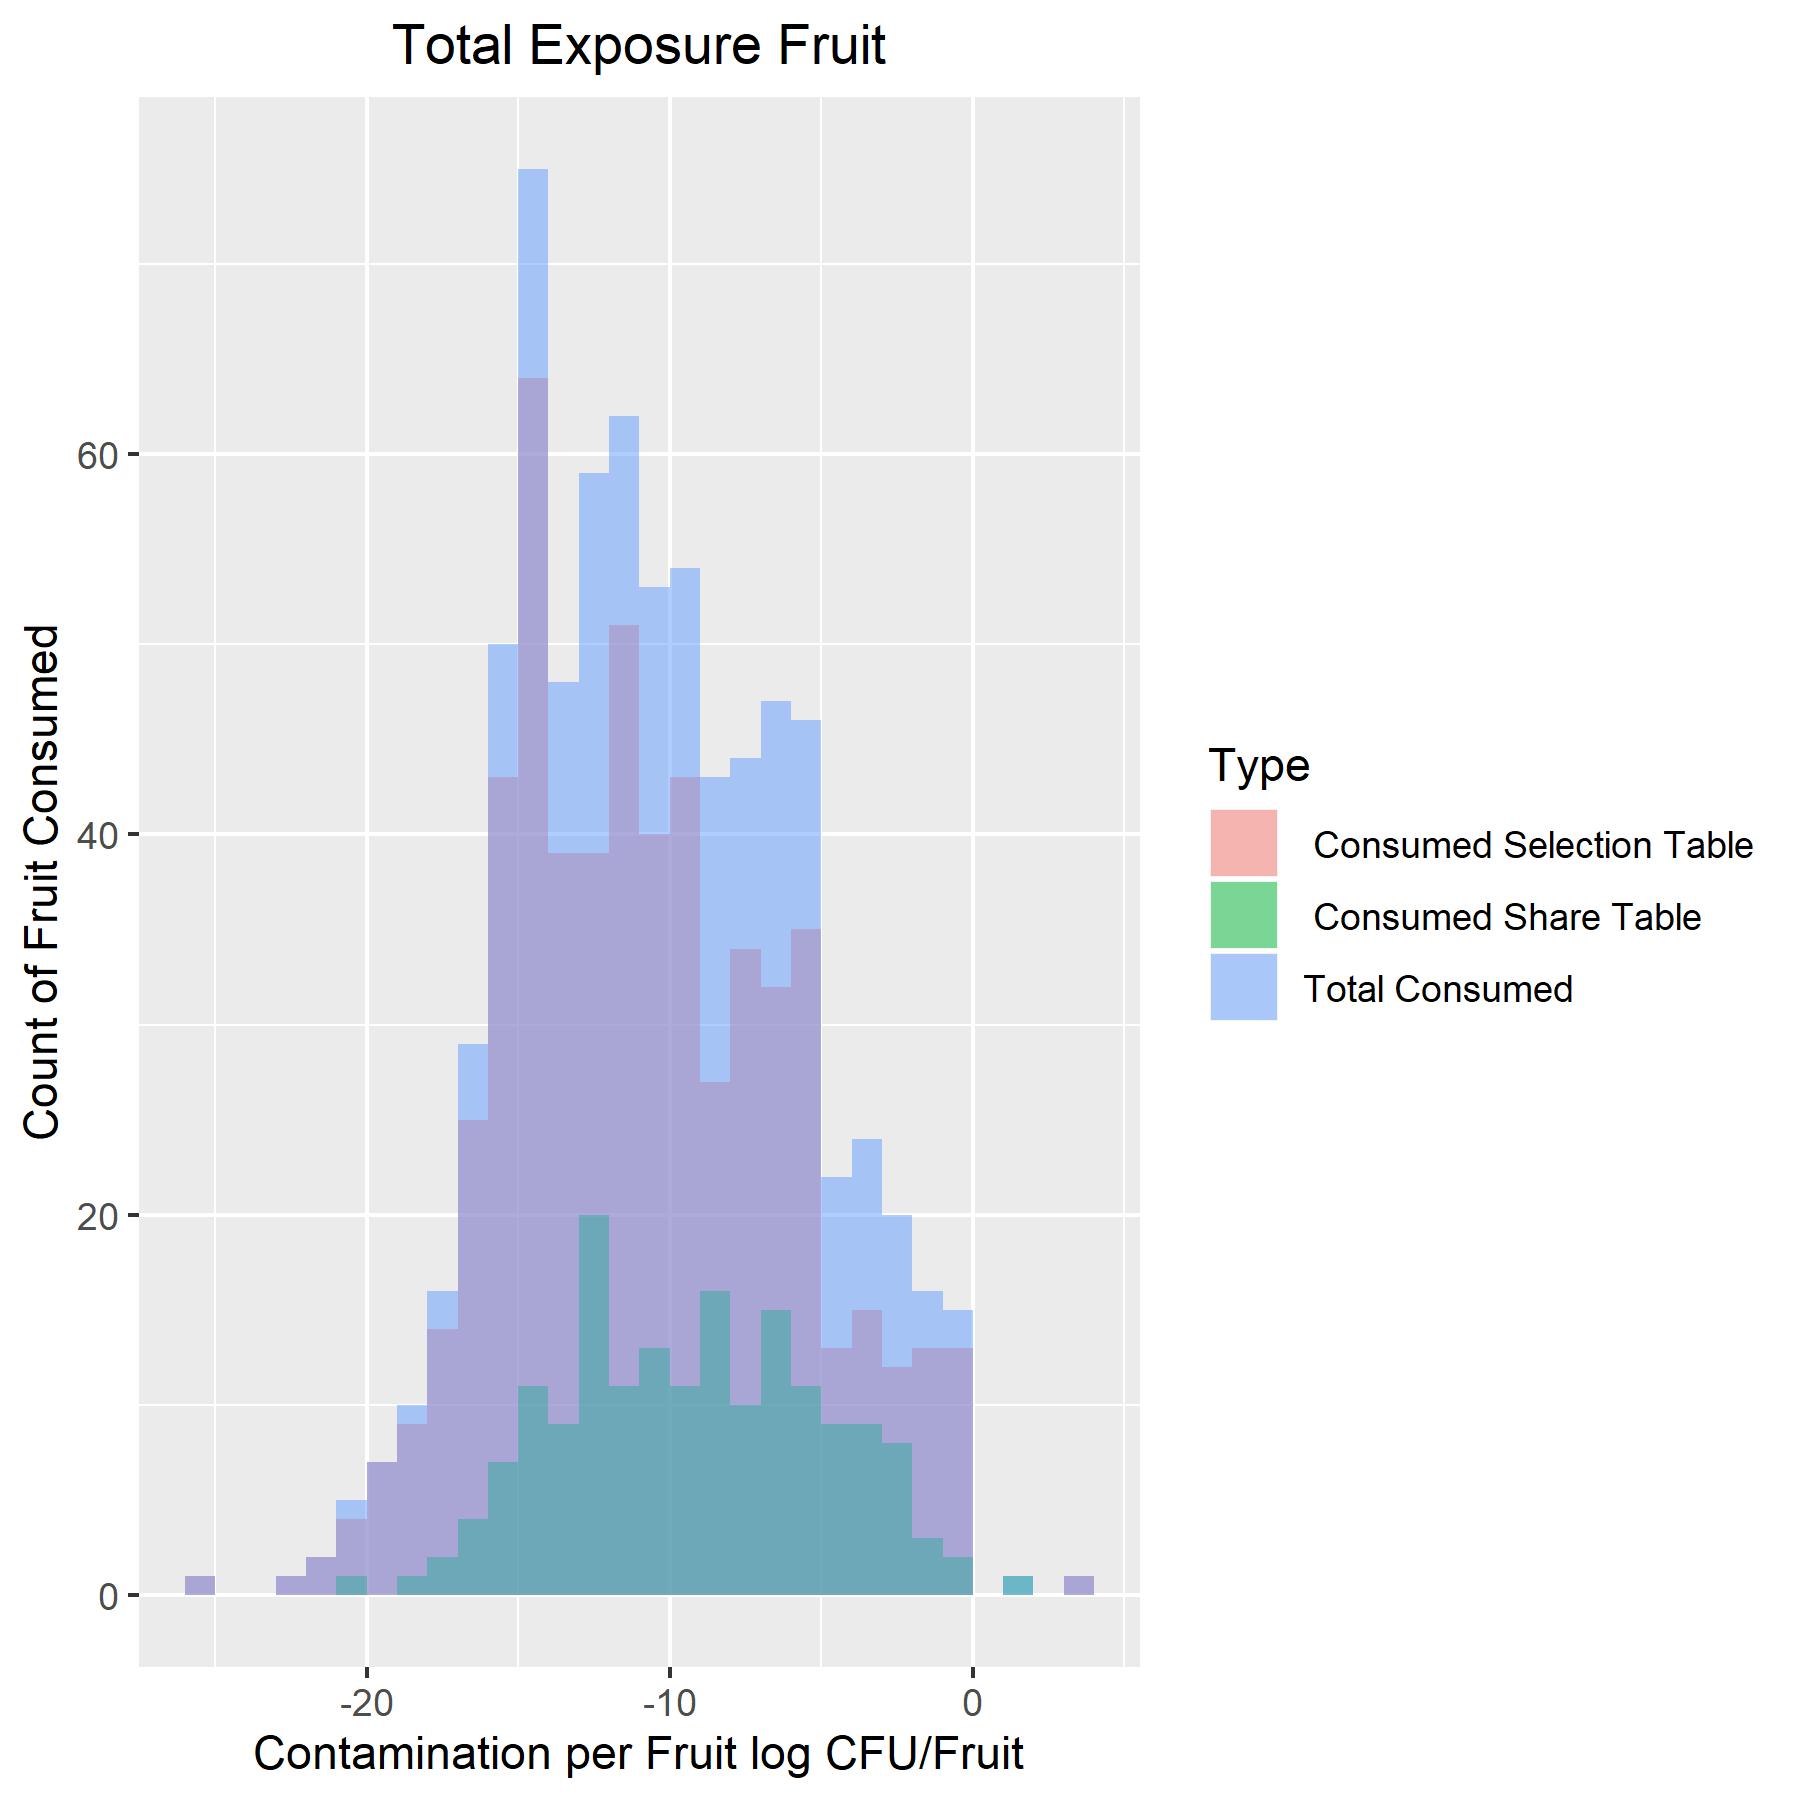 Total Exposure Fruit
Count of Fruit Consumed
60
40
20
0
-20
-10
0
Contamination per Fruit log CFU/Fruit
Type
Consumed Selection Table
Consumed Share Table
Total Consumed